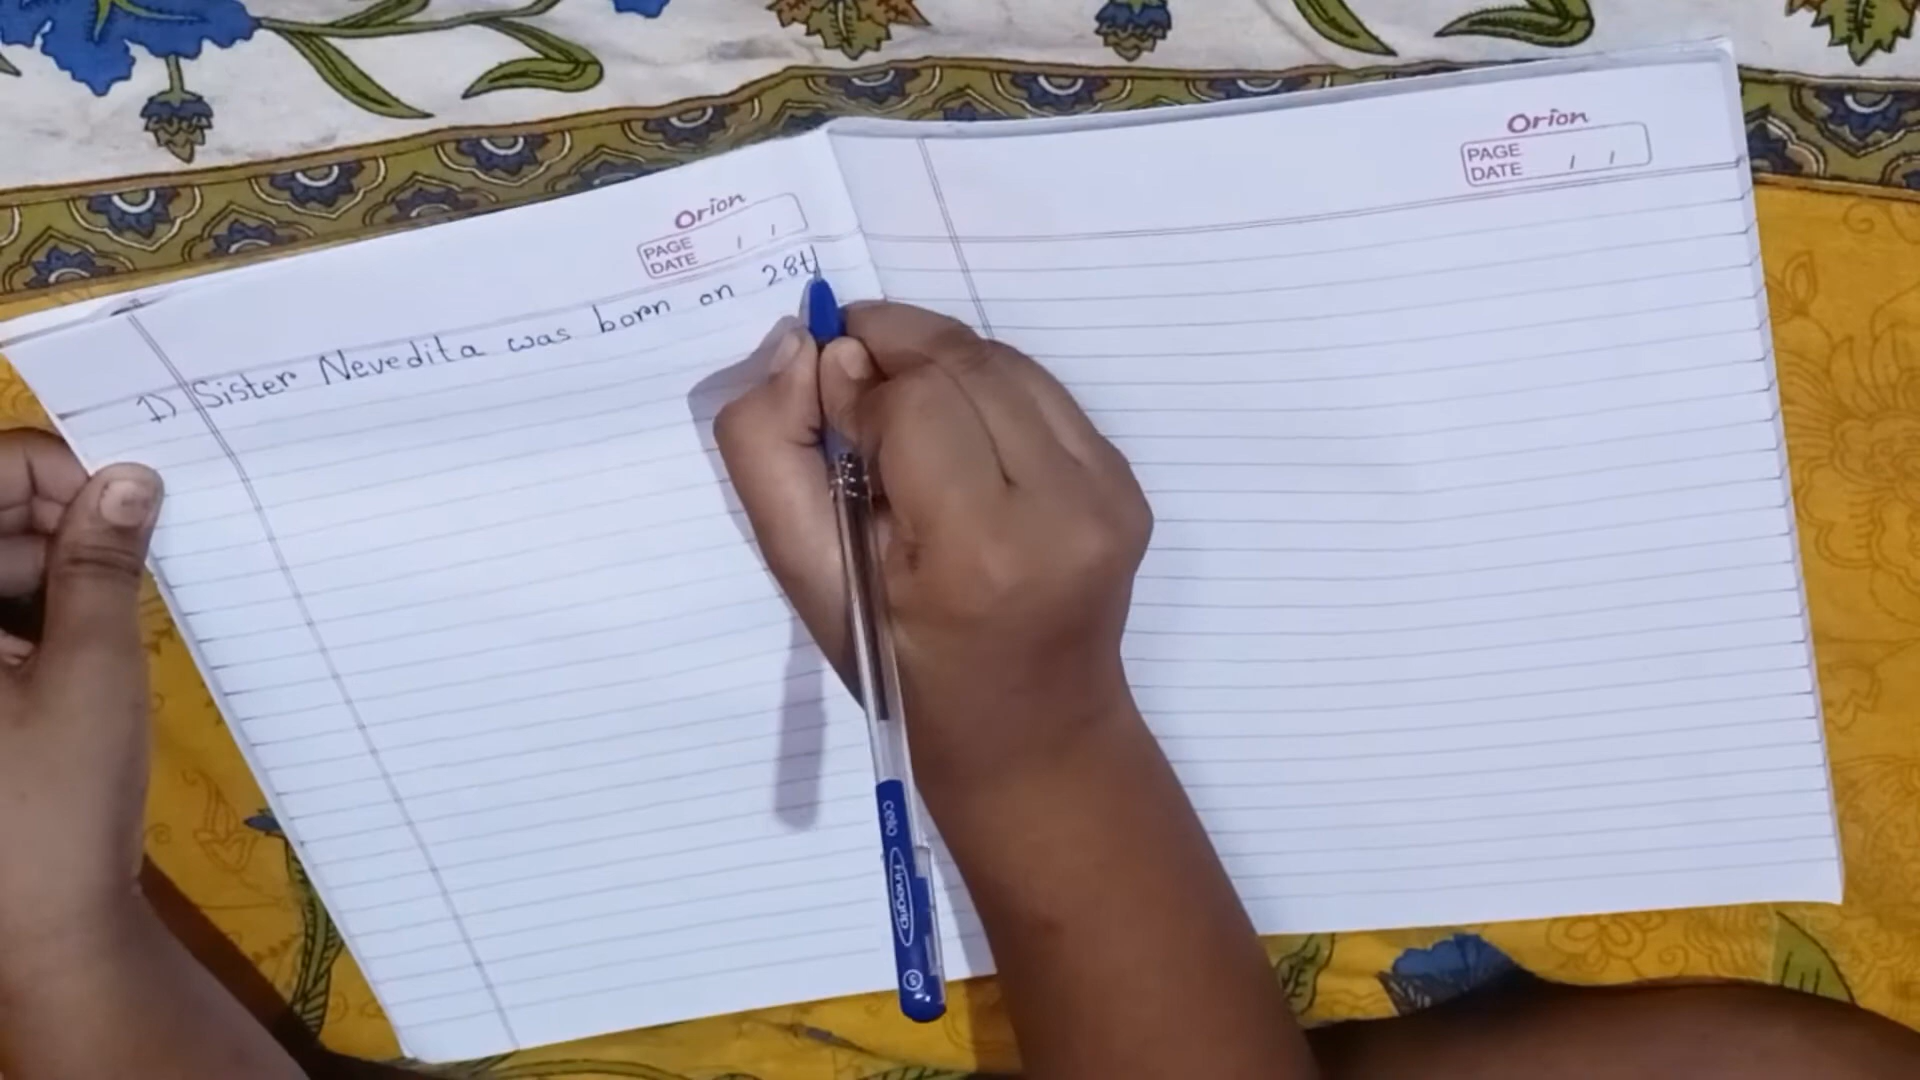 Orion
PAGE
DATE / /
1) Sister Nevedita was born on 28th
Orion
PAGE
DATE / /
cello
Finegrip